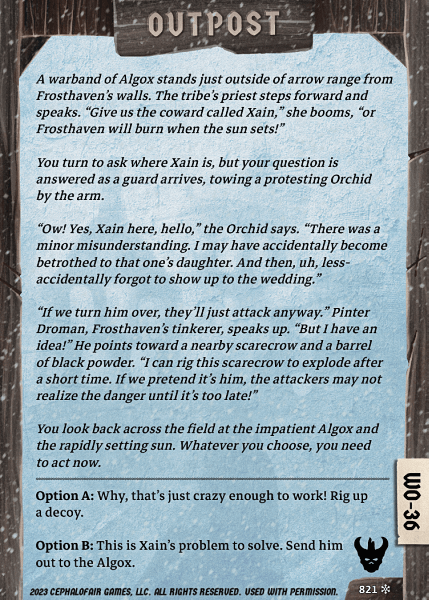 OUTPOST
A warband of Algox stands just outside of arrow range from
Frosthaven's walls. The tribe's priest steps forward and
speaks. “Give us the coward called Xain,” she booms, “or
Frosthaven will burn when the sun sets!”
You turn to ask where Xain is, but your question is
answered as a guard arrives, towing a protesting Orchid
by the arm.
“Ow! Yes, Xain here, hello,” the Orchid says. “There was a
minor misunderstanding. I may have accidentally become
betrothed to that one's daughter. And then, uh, less-
accidentally forgot to show up to the wedding.”
“If we turn him over, they'll just attack anyway.” Pinter
Droman, Frosthaven's tinkerer, speaks up. “But I have an
idea!” He points toward a nearby scarecrow and a barrel
of black powder. “I can rig this scarecrow to explode after
a short time. If we pretend it's him, the attackers may not
realize the danger until it's too late!”
You look back across the field at the impatient Algox and
the rapidly setting sun. Whatever you choose, you need
to act now.
Option A: Why, that's just crazy enough to work! Rig up
a decoy.
Option B: This is Xain's problem to solve. Send him
out to the Algox.
WO-36
2023 CEPHALOFAIR GAMES, LLC. ALL RIGHTS RESERVED. USED WITH PERMISSION.
821